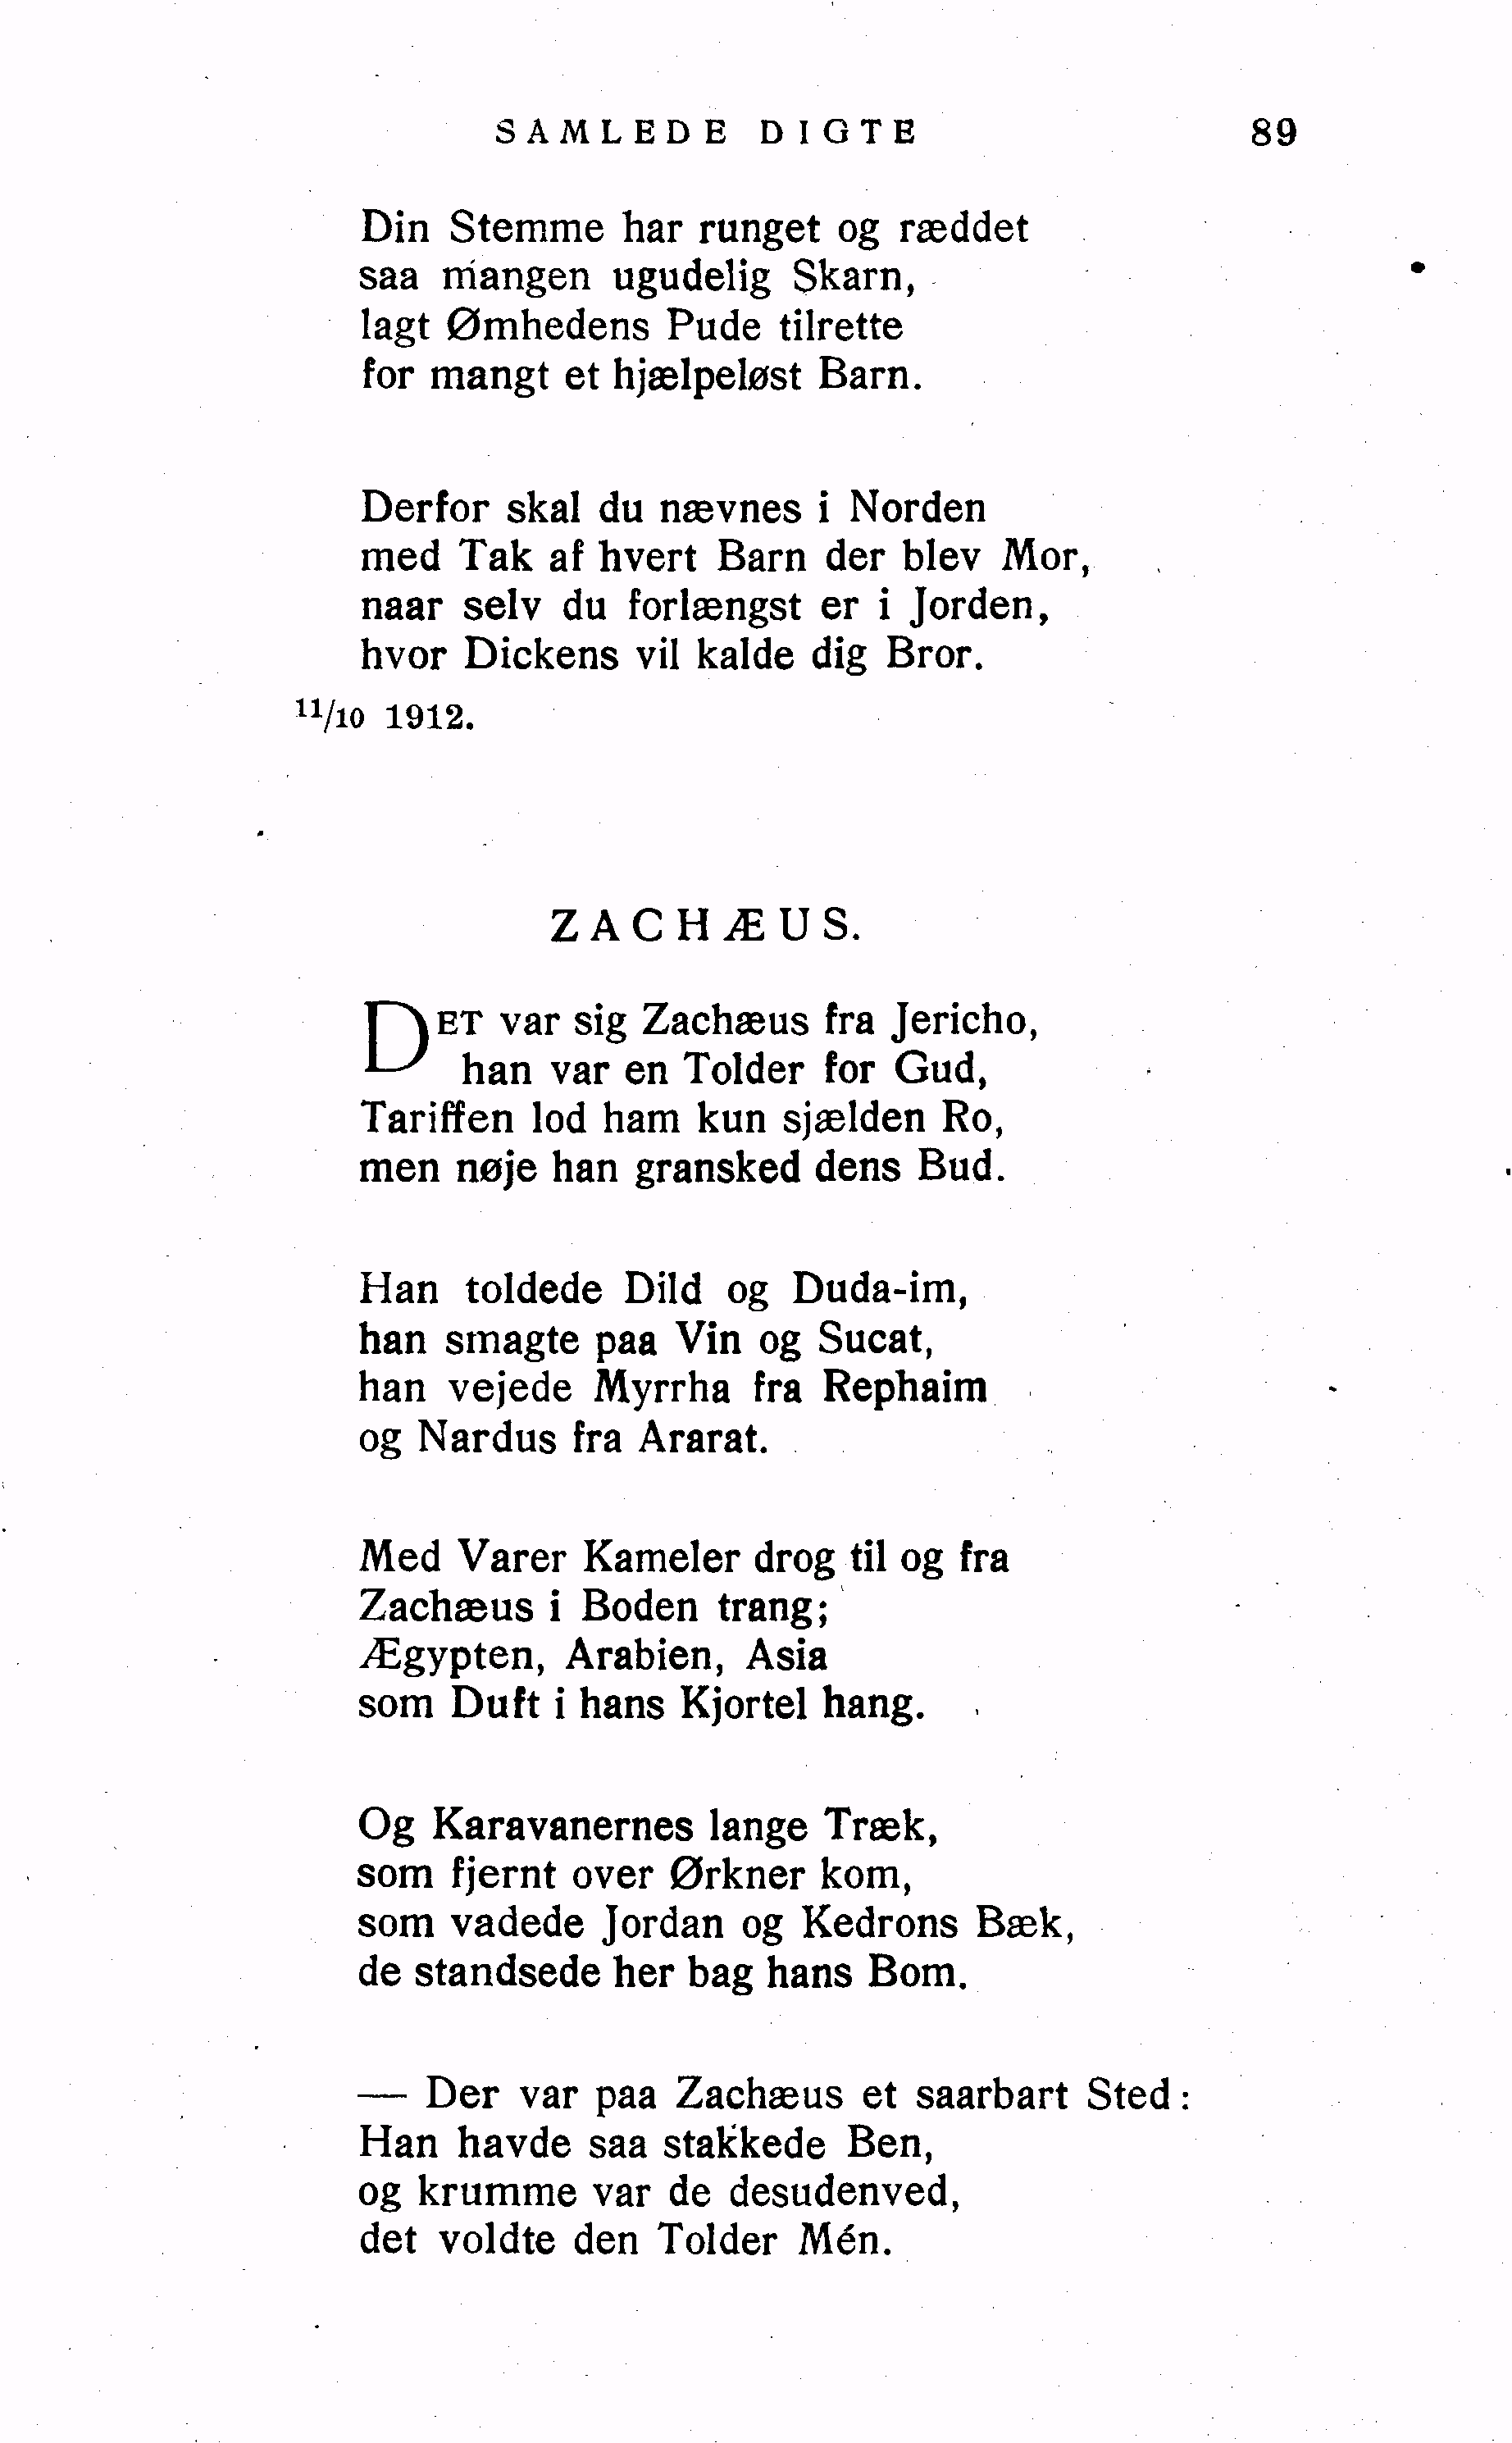 SAMLEDE DIGTE 89
Din Stemme har runget og ræddet
saa mangen ugudelig Skarn,
lagt Ømhedens Pude tilrette
for mangt et hjælpeløst Barn.
Derfor skal du nævnes i Norden
med Tak af hvert Barn der blev Mor,
naar selv du forlængst er i Jorden,
hvor Dickens vil kalde dig Bror.
11/10 1912.
ZACHÆUS.
DET var sig Zachæus fra Jericho,
han var en Tolder for Gud,
Tariffen lod ham kun sjælden Ro,
men nøje han gransked dens Bud.
Han toldede Dild og Duda-im,
han smagte paa Vin og Sucat,
han vejede Myrrha fra Rephaim
og Nardus fra Ararat.
Med Varer Kameler drog til og fra
Zachæus i Boden trang;
Ægypten, Arabien, Asia
som Duft i hans Kjortel hang.
Og Karavanernes lange Træk,
som fjernt over Ørkner kom,
som vadede Jordan og Kedrons Bæk,
de standsede her bag hans Bom.
— Der var paa Zachæus et saarbart Sted:
Han havde saa stakkede Ben,
og krumme var de desudenved,
det voldte den Tolder Mén.